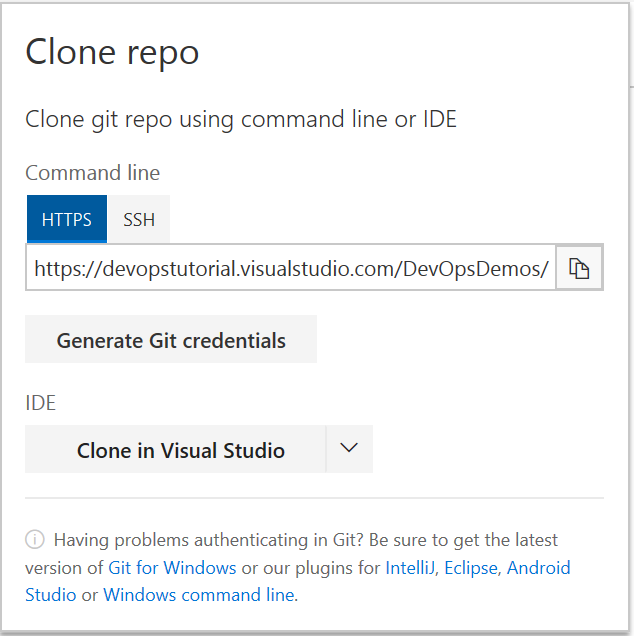 Clone repo
Clone git repo using command line or IDE
Command line
HTTPS SSH
https://devopstutorial.visualstudio.com/DevOpsDemos/
Generate Git credentials
IDE
Clone in Visual Studio
Having problems authenticating in Git? Be sure to get the latest
version of Git for Windows or our plugins for IntelliJ, Eclipse, Android
Studio or Windows command line.